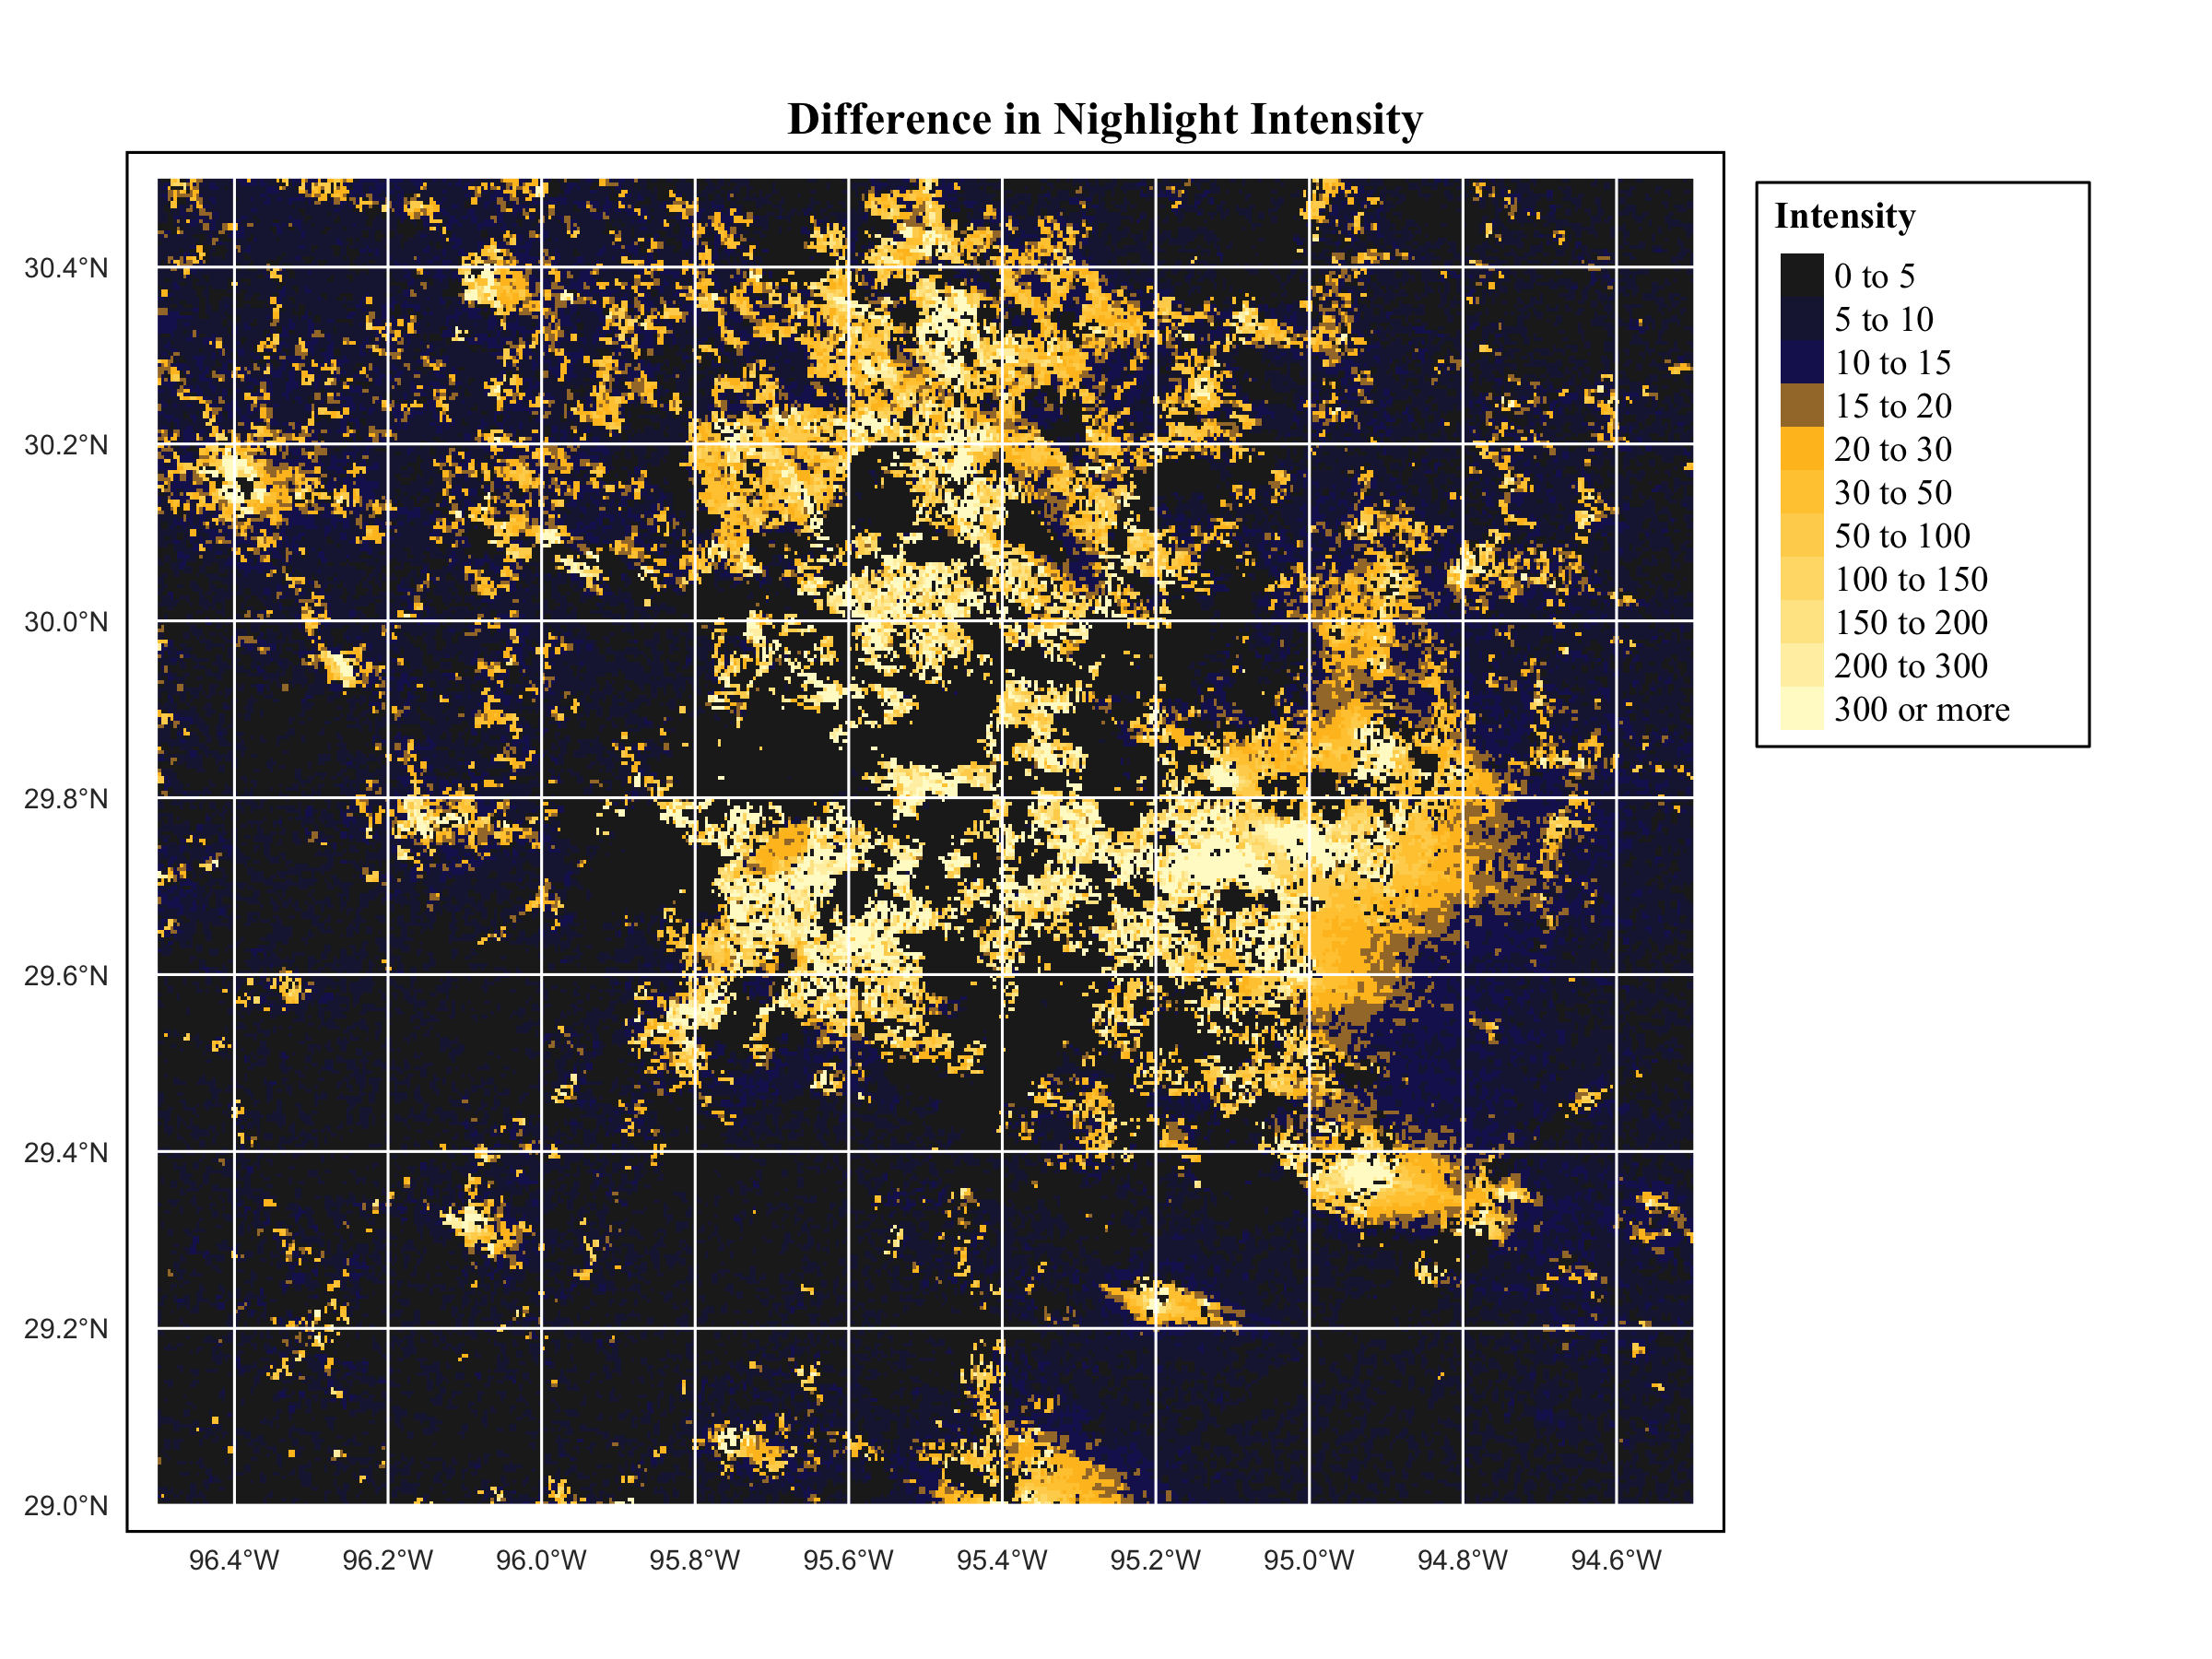 Difference in Nighlight Intensity
Intensity
0 to 5
5 to 10
10 to 15
15 to 20
20 to 30
30 to 50
50 to 100
100 to 150
150 to 200
200 to 300
300 or more
30.4°N
30.2°N
30.0°N
29.8°N
29.6°N
29.4°N
29.2°N
29.0°N
96.4°W 96.2°W 96.0°W 95.8°W 95.6°W 95.4°W 95.2°W 95.0°W 94.8°W 94.6°W